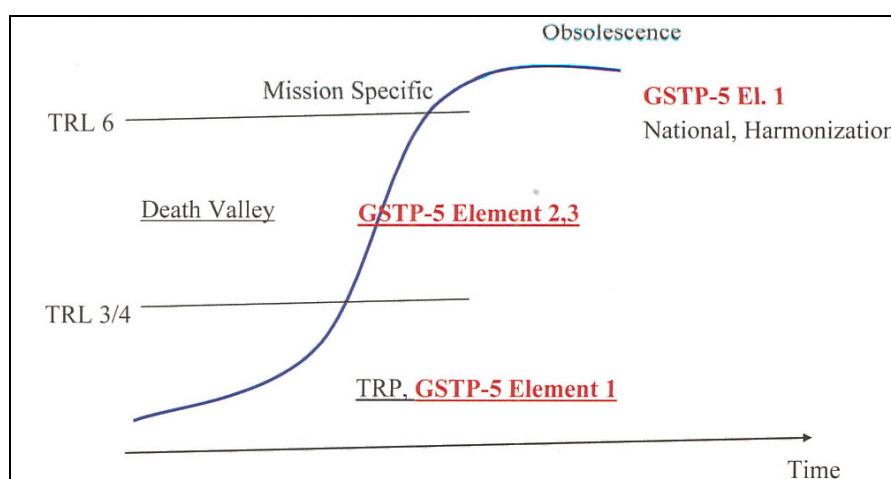 Obsolescence
Mission Specific
GSTP-5 El. 1
TRL 6
National, Harmonization
Death Valley
GSTP-5 Element 2,3
TRL 3/4
TRP, GSTP-5 Element 1
Time